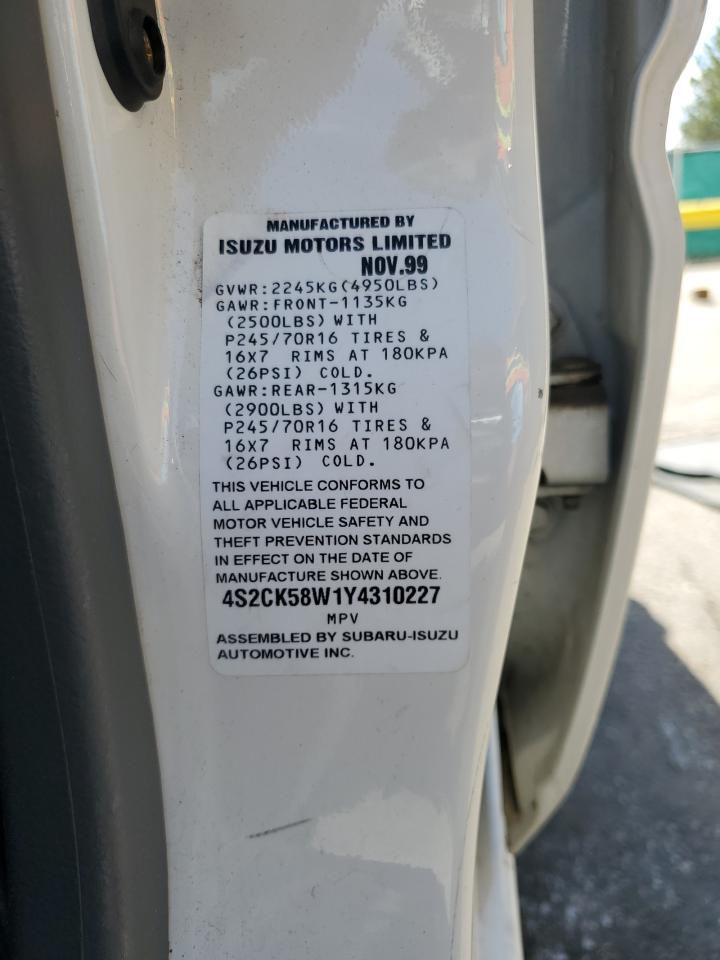 MANUFACTURED BY
ISUZU MOTORS LIMITED
NOV.99
GVWR:2245KG(4950LBS)
GAWR:FRONT-1135KG
(2500LBS) WITH
P245/70R16 TIRES &
16X7 RIMS AT 180KPA
(26PSI) COLD.
GAWR:REAR-1315KG
(2900LBS) WITH
P245/70R16 TIRES &
16X7 RIMS AT 180KPA
(26PSI) COLD.
THIS VEHICLE CONFORMS TO
ALL APPLICABLE FEDERAL
MOTOR VEHICLE SAFETY AND
THEFT PREVENTION STANDARDS
IN EFFECT ON THE DATE OF
MANUFACTURE SHOWN ABOVE.
4S2CK58W1Y4310227
MPV
ASSEMBLED BY SUBARU-ISUZU
AUTOMOTIVE INC.